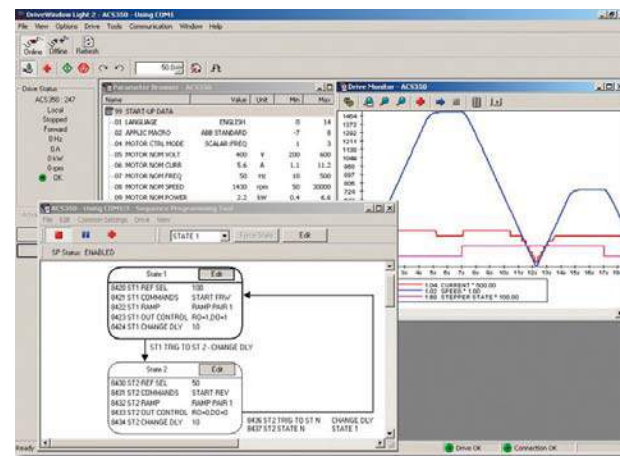 DriveWindow Light 2 - ACS350 - Using COM1
File View Options Drive Tools Communication Window Help
Online Offline Refresh
50.0
Drive Status
ACS350 : 247
Local
Stopped
Forward
0 Hz
0 A
0 kW
0 rpm
OK
Parameter Browser - ACS350
Name Value Unit Min Max
99 START-UP DATA
01 LANGUAGE ENGLISH 0 14
02 APPLIC MACRO ABB STANDARD -7 8
04 MOTOR CTRL MODE SCALAR:FREQ 1 3
05 MOTOR NOM VOLT 400 V 200 600
06 MOTOR NOM CURR 5.6 A 1.1 11.2
07 MOTOR NOM FREQ 50 Hz 10 500
08 MOTOR NOM SPEED 1430 rpm 50 30000
09 MOTOR NOM POWER 2.2 kW 0.4 6.6
Drive Monitor - ACS350
1.04 CURRENT * 500.00
1.02 SPEED * 1.00
1.68 STEPPER STATE * 100.00
File Edit Common Settings Drive View
STATE 1 Force State Edit
SP Status: ENABLED
State 1 Edit
8420 ST1 REF SEL 100
8421 ST1 COMMANDS START FRW
8422 ST1 RAMP RAMP PAIR 1
8423 ST1 OUT CONTROL RO=1,DO=1
8424 ST1 CHANGE DLY 10
ST1 TRIG TO ST 2 - CHANGE DLY
State 2 Edit
8430 ST2 REF SEL 50
8431 ST2 COMMANDS START REV
8432 ST2 RAMP RAMP PAIR 1
8433 ST2 OUT CONTROL RO=0,DO=0
8434 ST2 CHANGE DLY 10
8436 ST2 TRIG TO ST N CHANGE DLY
8437 ST2 STATE N STATE 1
Ready
Drive OK Connection OK